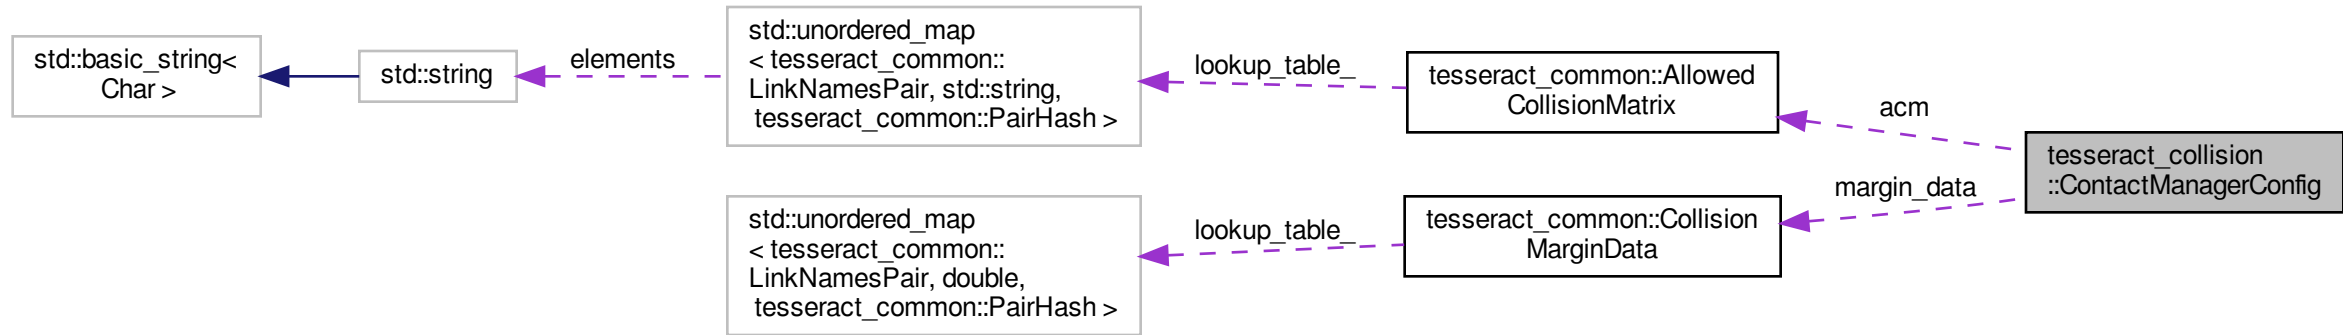 std::basic_string<
Char >
std::string
elements
std::unordered_map
< tesseract_common::
LinkNamesPair, std::string,
tesseract_common::PairHash >
lookup_table_
tesseract_common::Allowed
CollisionMatrix
acm
std::unordered_map
< tesseract_common::
LinkNamesPair, double,
tesseract_common::PairHash >
lookup_table_
tesseract_common::Collision
MarginData
margin_data
tesseract_collision
::ContactManagerConfig